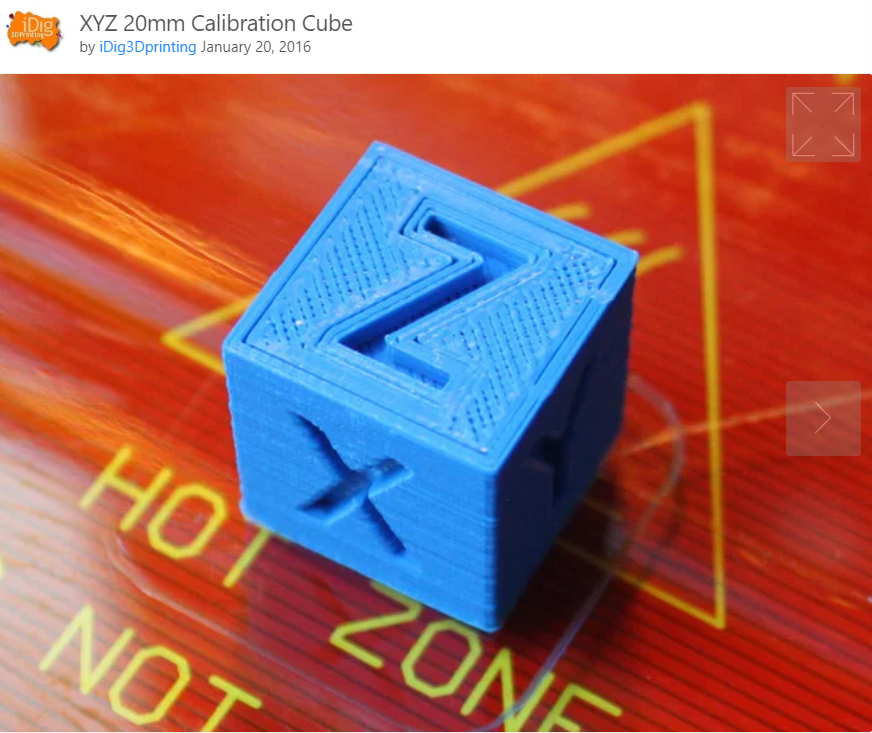 iDig
3DPrinting
XYZ 20mm Calibration Cube
by iDig3Dprinting January 20, 2016
Z
X
Y
HOT ZONE
NOT